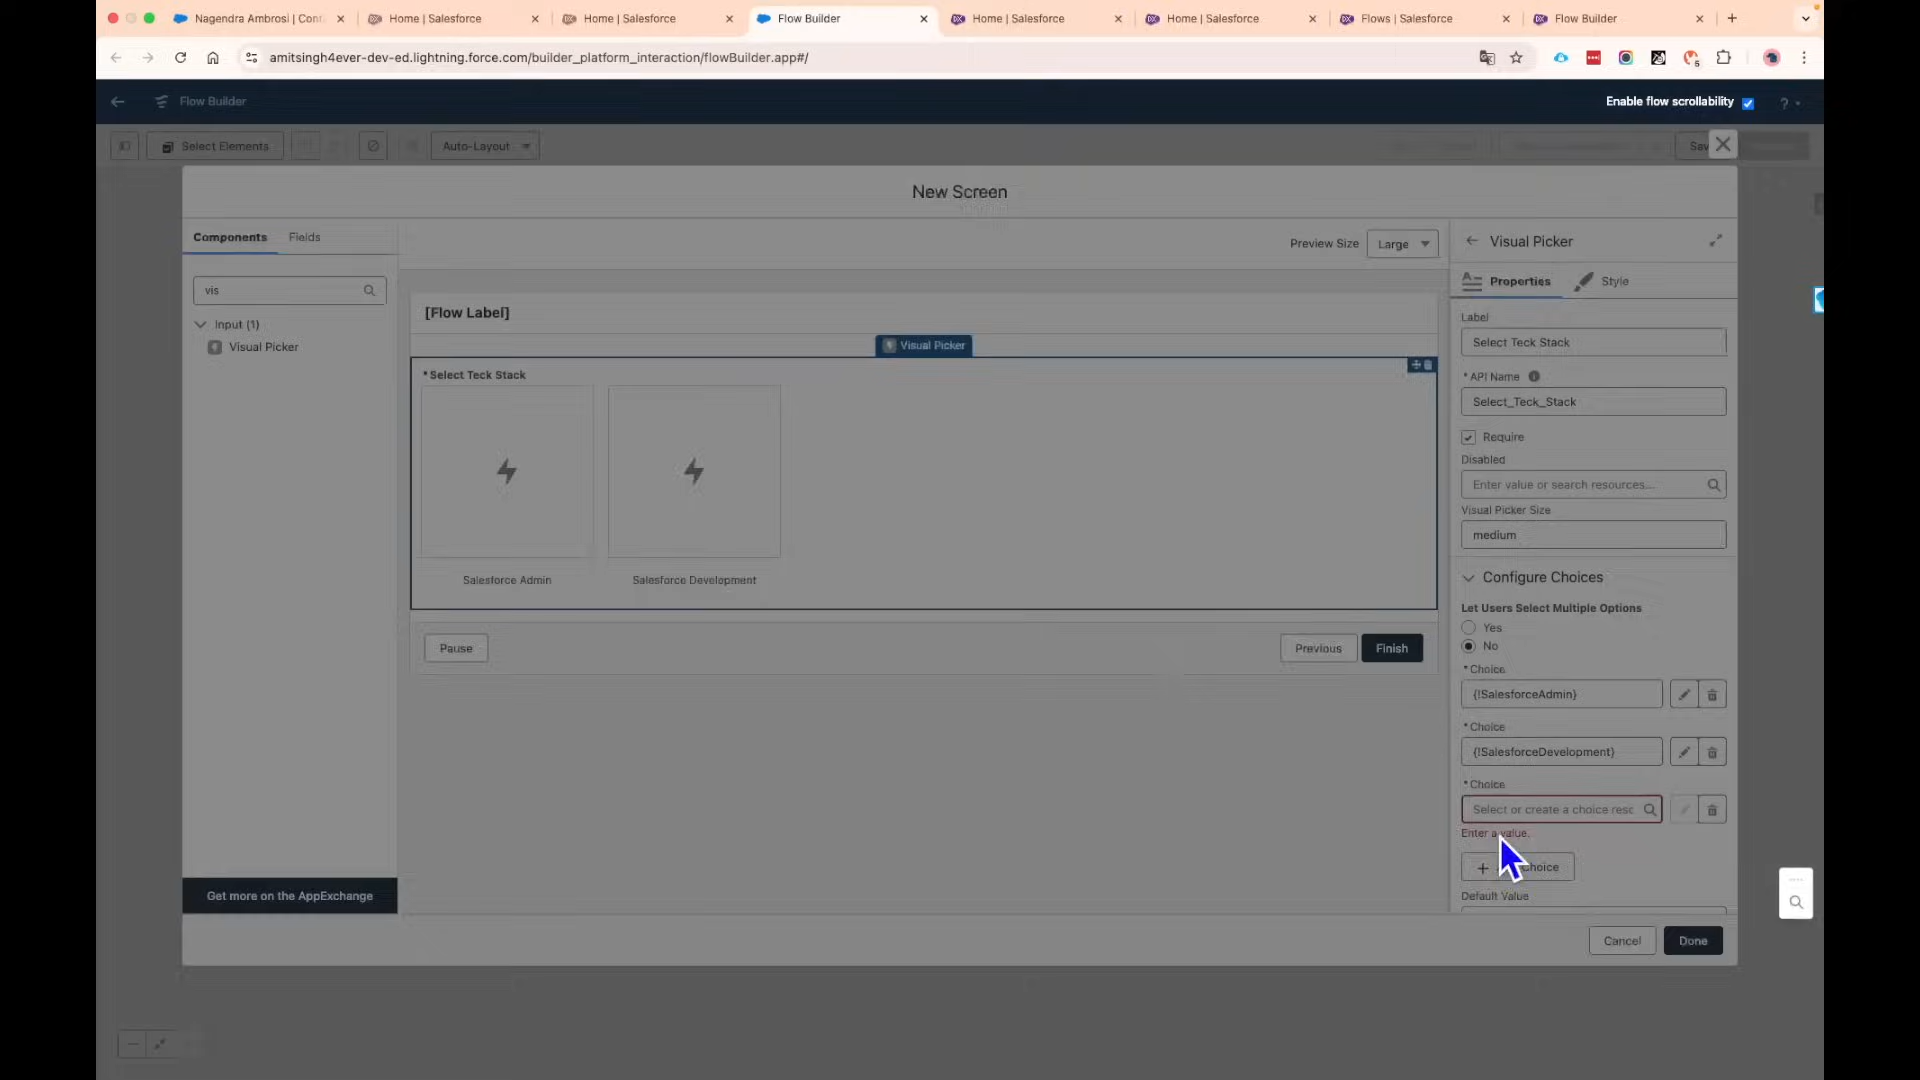 Nagendra Ambrosi | Cont
Home | Salesforce
Home | Salesforce
Flow Builder
Home | Salesforce
Home | Salesforce
Flows | Salesforce
Flow Builder
amitsingh4ever-dev-ed.lightning.force.com/builder_platform_interaction/flowBuilder.app#/
Flow Builder
Enable flow scrollability
?
Select Elements
Auto-Layout
New Screen
Components
Fields
Preview Size
Large
Visual Picker
vis
Properties
Style
Input (1)
Visual Picker
[Flow Label]
Visual Picker
Label
Select Teck Stack
* Select Teck Stack
* API Name
Select_Teck_Stack
Require
Disabled
Enter value or search resources...
Visual Picker Size
medium
Salesforce Admin
Salesforce Development
Configure Choices
Let Users Select Multiple Options
Yes
No
Pause
Previous
Finish
* Choice
{!SalesforceAdmin}
* Choice
{!SalesforceDevelopment}
* Choice
Select or create a choice resc
Enter a value.
Choice
Default Value
Get more on the AppExchange
Cancel
Done